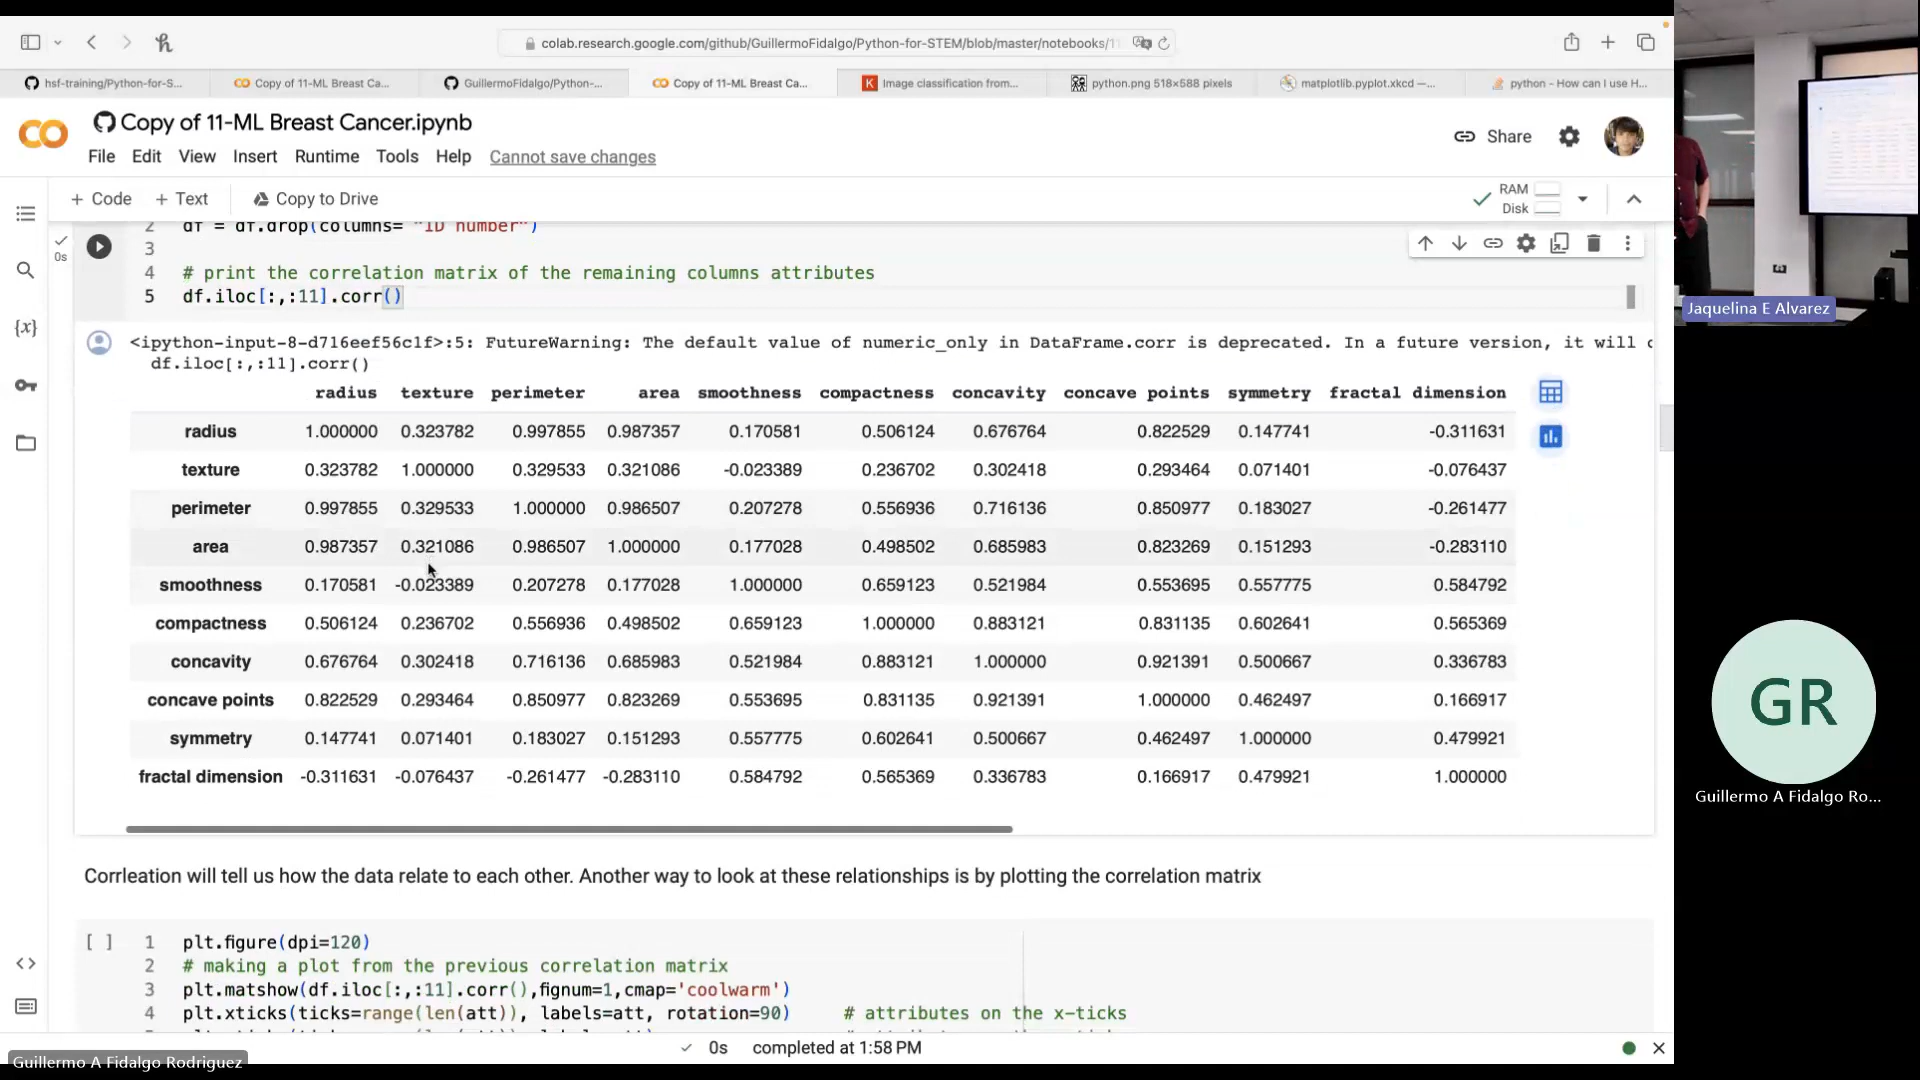 colab.research.google.com/github/GuillermoFidalgo/Python-for-STEM/blob/master/notebooks/1
hsf-training/Python-for-S...
Copy of 11-ML Breast Ca...
GuillermoFidalgo/Python-...
Copy of 11-ML Breast Ca...
Image classification from...
python.png 518×588 pixels
matplotlib.pyplot.xkcd —...
python - How can I use H...
Copy of 11-ML Breast Cancer.ipynb
File Edit View Insert Runtime Tools Help Cannot save changes
Share
+ Code + Text Copy to Drive
RAM
Disk
2 df = df.drop(columns= "ID number")
3
4 # print the correlation matrix of the remaining columns attributes
5 df.iloc[:,:11].corr()
0s
<ipython-input-8-d716eef56c1f>:5: FutureWarning: The default value of numeric_only in DataFrame.corr is deprecated. In a future version, it will
df.iloc[:,:11].corr()
radius texture perimeter area smoothness compactness concavity concave points symmetry fractal dimension
radius 1.000000 0.323782 0.997855 0.987357 0.170581 0.506124 0.676764 0.822529 0.147741 -0.311631
texture 0.323782 1.000000 0.329533 0.321086 -0.023389 0.236702 0.302418 0.293464 0.071401 -0.076437
perimeter 0.997855 0.329533 1.000000 0.986507 0.207278 0.556936 0.716136 0.850977 0.183027 -0.261477
area 0.987357 0.321086 0.986507 1.000000 0.177028 0.498502 0.685983 0.823269 0.151293 -0.283110
smoothness 0.170581 -0.023389 0.207278 0.177028 1.000000 0.659123 0.521984 0.553695 0.557775 0.584792
compactness 0.506124 0.236702 0.556936 0.498502 0.659123 1.000000 0.883121 0.831135 0.602641 0.565369
concavity 0.676764 0.302418 0.716136 0.685983 0.521984 0.883121 1.000000 0.921391 0.500667 0.336783
concave points 0.822529 0.293464 0.850977 0.823269 0.553695 0.831135 0.921391 1.000000 0.462497 0.166917
symmetry 0.147741 0.071401 0.183027 0.151293 0.557775 0.602641 0.500667 0.462497 1.000000 0.479921
fractal dimension -0.311631 -0.076437 -0.261477 -0.283110 0.584792 0.565369 0.336783 0.166917 0.479921 1.000000
Corrleation will tell us how the data relate to each other. Another way to look at these relationships is by plotting the correlation matrix
[ ] 1 plt.figure(dpi=120)
2 # making a plot from the previous correlation matrix
3 plt.matshow(df.iloc[:,:11].corr(),fignum=1,cmap='coolwarm')
4 plt.xticks(ticks=range(len(att)), labels=att, rotation=90) # attributes on the x-ticks
0s completed at 1:58 PM
Guillermo A Fidalgo Rodriguez
Jaquelina E Alvarez
GR
Guillermo A Fidalgo Ro...